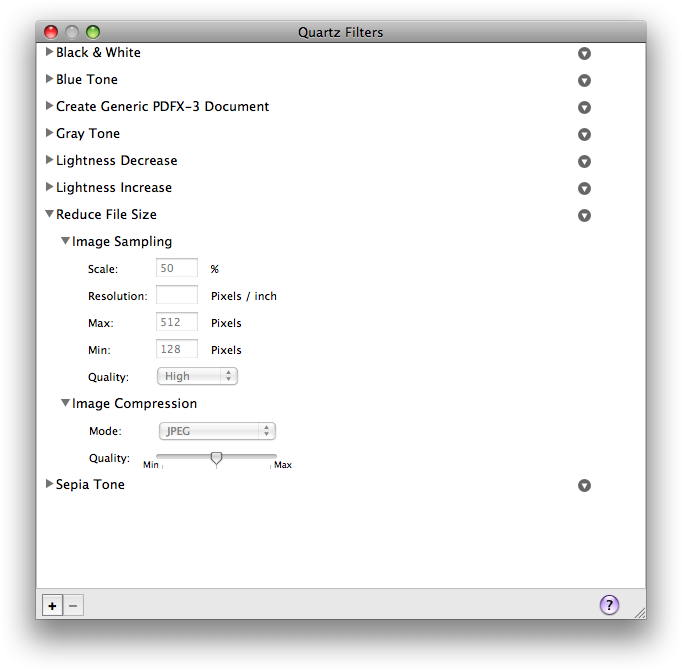 Quartz Filters
Black & White
Blue Tone
Create Generic PDFX-3 Document
Gray Tone
Lightness Decrease
Lightness Increase
Reduce File Size
Image Sampling
Scale: 50 %
Resolution: Pixels / inch
Max: 512 Pixels
Min: 128 Pixels
Quality: High
Image Compression
Mode: JPEG
Quality:
Min Max
Sepia Tone
+ − ?